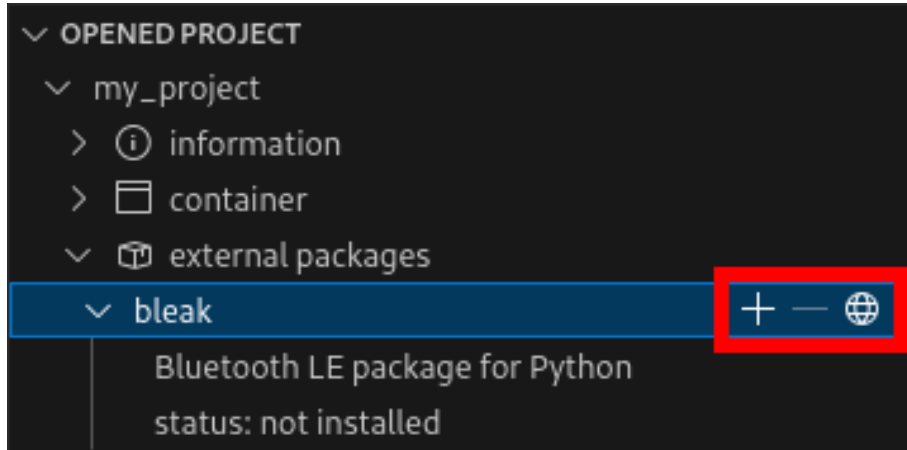 OPENED PROJECT
my_project
information
container
external packages
bleak
Bluetooth LE package for Python
status: not installed